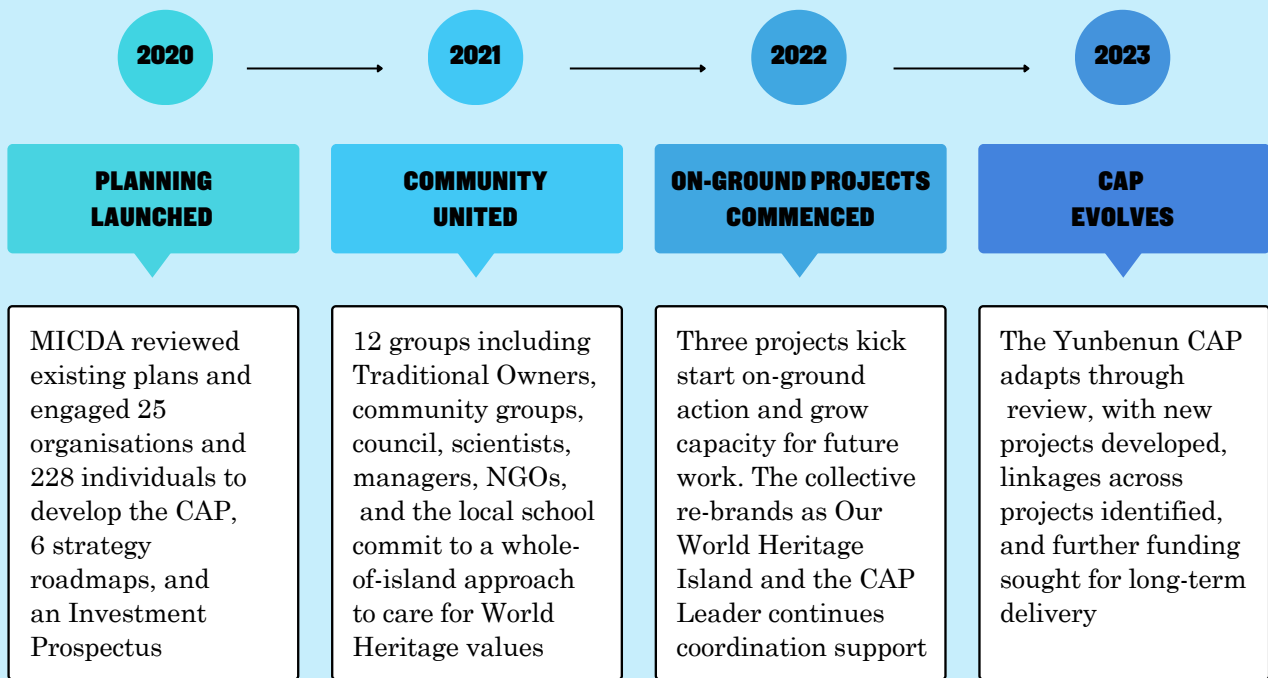 2020
2021
2022
2023
PLANNING
LAUNCHED
COMMUNITY
UNITED
ON-GROUND PROJECTS
COMMENCED
CAP
EVOLVES
MICDA reviewed
existing plans and
engaged 25
organisations and
228 individuals to
develop the CAP,
6 strategy
roadmaps, and
an Investment
Prospectus
12 groups including
Traditional Owners,
community groups,
council, scientists,
managers, NGOs,
and the local school
commit to a whole-
of-island approach
to care for World
Heritage values
Three projects kick
start on-ground
action and grow
capacity for future
work. The collective
re-brands as Our
World Heritage
Island and the CAP
Leader continues
coordination support
The Yunbenun CAP
adapts through
review, with new
projects developed,
linkages across
projects identified,
and further funding
sought for long-term
delivery